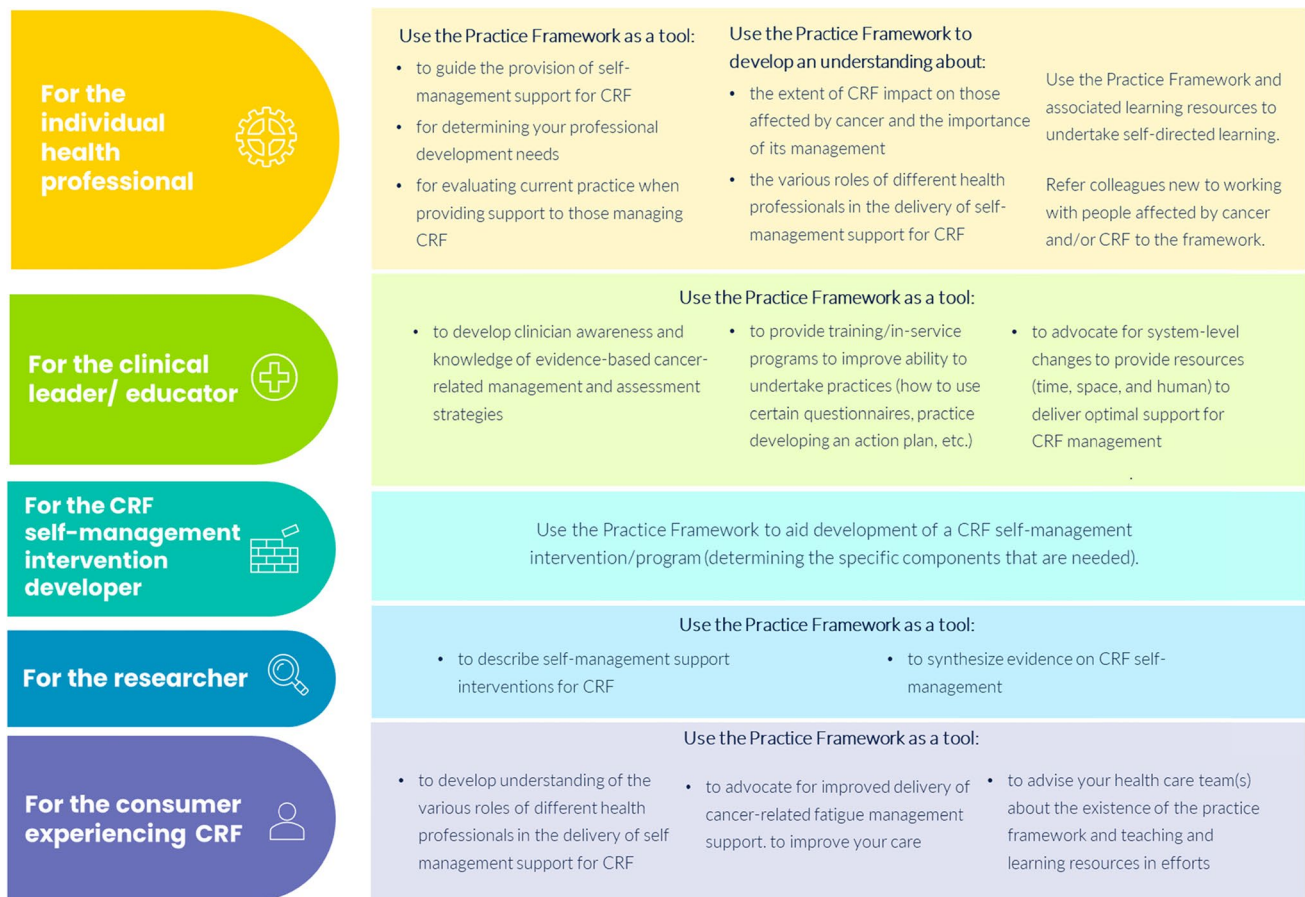 For the
individual
health
professional
Use the Practice Framework as a tool:
• to guide the provision of self-
management support for CRF
• for determining your professional
development needs
• for evaluating current practice when
providing support to those managing
CRF
Use the Practice Framework to
develop an understanding about:
• the extent of CRF impact on those
affected by cancer and the importance
of its management
• the various roles of different health
professionals in the delivery of self-
management support for CRF
Use the Practice Framework and
associated learning resources to
undertake self-directed learning.
Refer colleagues new to working
with people affected by cancer
and/or CRF to the framework.
For the clinical
leader/ educator
Use the Practice Framework as a tool:
• to develop clinician awareness and
knowledge of evidence-based cancer-
related management and assessment
strategies
• to provide training/in-service
programs to improve ability to
undertake practices (how to use
certain questionnaires, practice
developing an action plan, etc.)
• to advocate for system-level
changes to provide resources
(time, space, and human) to
deliver optimal support for
CRF management
.
For the CRF
self-management
intervention
developer
Use the Practice Framework to aid development of a CRF self-management
intervention/program (determining the specific components that are needed).
For the researcher
Use the Practice Framework as a tool:
• to describe self-management support
interventions for CRF
• to synthesize evidence on CRF self-
management
For the consumer
experiencing CRF
Use the Practice Framework as a tool:
• to develop understanding of the
various roles of different health
professionals in the delivery of self
management support for CRF
• to advocate for improved delivery of
cancer-related fatigue management
support. to improve your care
• to advise your health care team(s)
about the existence of the practice
framework and teaching and
learning resources in efforts